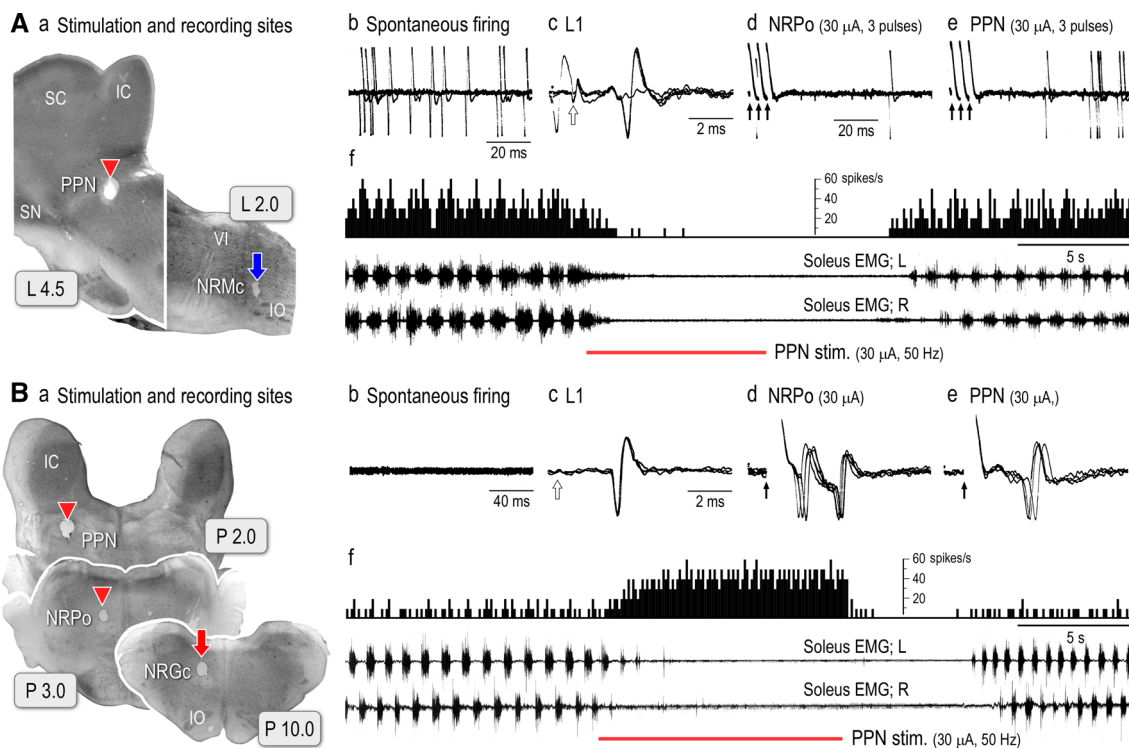 A a Stimulation and recording sites
SC
IC
PPN
SN
L 4.5
L 2.0
VI
NRMc
IO
b Spontaneous firing
20 ms
c L1
2 ms
d NRPo (30 µA, 3 pulses)
20 ms
e PPN (30 µA, 3 pulses)
f
60 spikes/s
40
20
5 s
Soleus EMG; L
Soleus EMG; R
PPN stim. (30 µA, 50 Hz)
B a Stimulation and recording sites
IC
PPN
P 2.0
NRPo
P 3.0
NRGc
IO
P 10.0
b Spontaneous firing
40 ms
c L1
2 ms
d NRPo (30 µA)
e PPN (30 µA,)
f
60 spikes/s
40
20
5 s
Soleus EMG; L
Soleus EMG; R
PPN stim. (30 µA, 50 Hz)